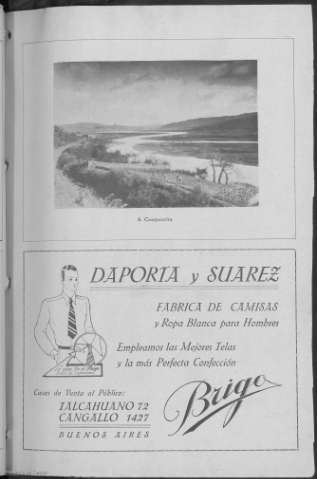 A Campanita
DAPORTA y SUAREZ
FABRICA DE CAMISAS
y Ropa Blanca para Hombres
Empleamos las Mejores Telas
y la más Perfecta Confección
Casas de Venta al Público:
TALCAHUANO 72
CANGALLO 1427
BUENOS AIRES
Brigo